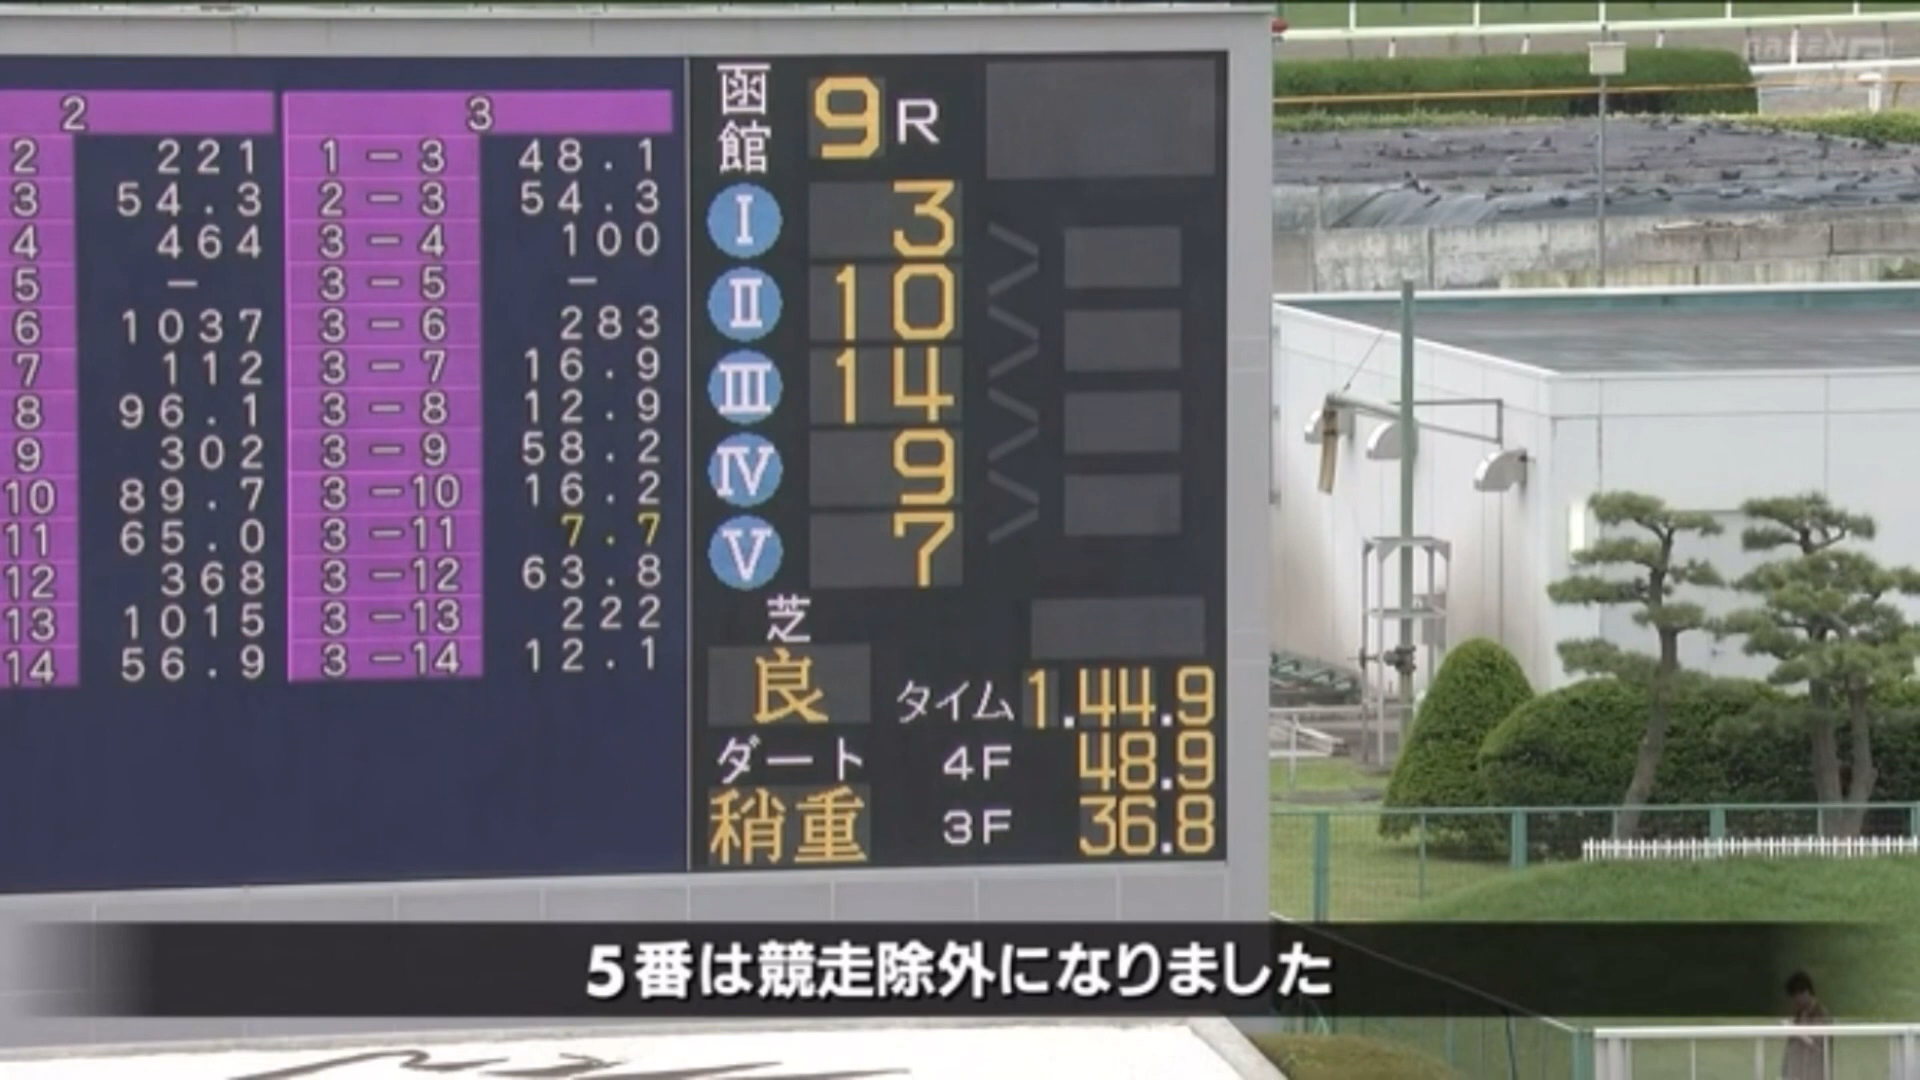 2
2 221
3 54.3
4 464
5 -
6 1037
7 112
8 96.1
9 302
10 89.7
11 65.0
12 368
13 1015
14 56.9
3
1-3 48.1
2-3 54.3
3-4 100
3-5 -
3-6 283
3-7 16.9
3-8 12.9
3-9 58.2
3-10 16.2
3-11 7.7
3-12 63.8
3-13 222
3-14 12.1
函館 9R
I 3
II 10
III 14
IV 9
V 7
芝
良
ダート
稍重
タイム 1.44.9
4F 48.9
3F 36.8
5番は競走除外になりました